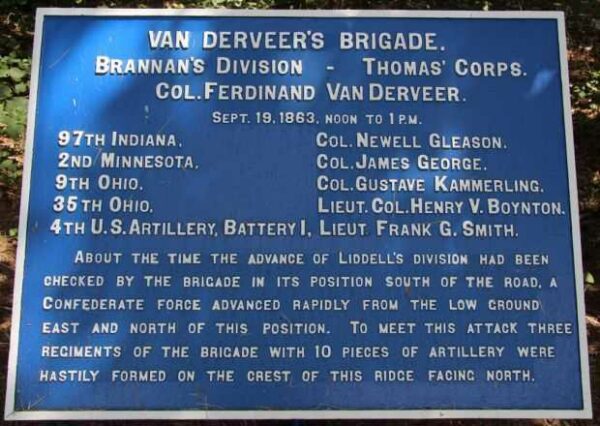 VAN DERVEER'S BRIGADE.
BRANNAN'S DIVISION - THOMAS' CORPS.
COL. FERDINAND VAN DERVEER.
SEPT. 19, 1863, NOON TO 1 P.M.
97TH INDIANA, COL. NEWELL GLEASON.
2ND MINNESOTA, COL. JAMES GEORGE.
9TH OHIO, COL. GUSTAVE KAMMERLING.
35TH OHIO, LIEUT. COL. HENRY V. BOYNTON.
4TH U.S. ARTILLERY, BATTERY I, LIEUT. FRANK G. SMITH.
ABOUT THE TIME THE ADVANCE OF LIDDELL'S DIVISION HAD BEEN
CHECKED BY THE BRIGADE IN ITS POSITION SOUTH OF THE ROAD, A
CONFEDERATE FORCE ADVANCED RAPIDLY FROM THE LOW GROUND
EAST AND NORTH OF THIS POSITION. TO MEET THIS ATTACK THREE
REGIMENTS OF THE BRIGADE WITH 10 PIECES OF ARTILLERY WERE
HASTILY FORMED ON THE CREST OF THIS RIDGE FACING NORTH.